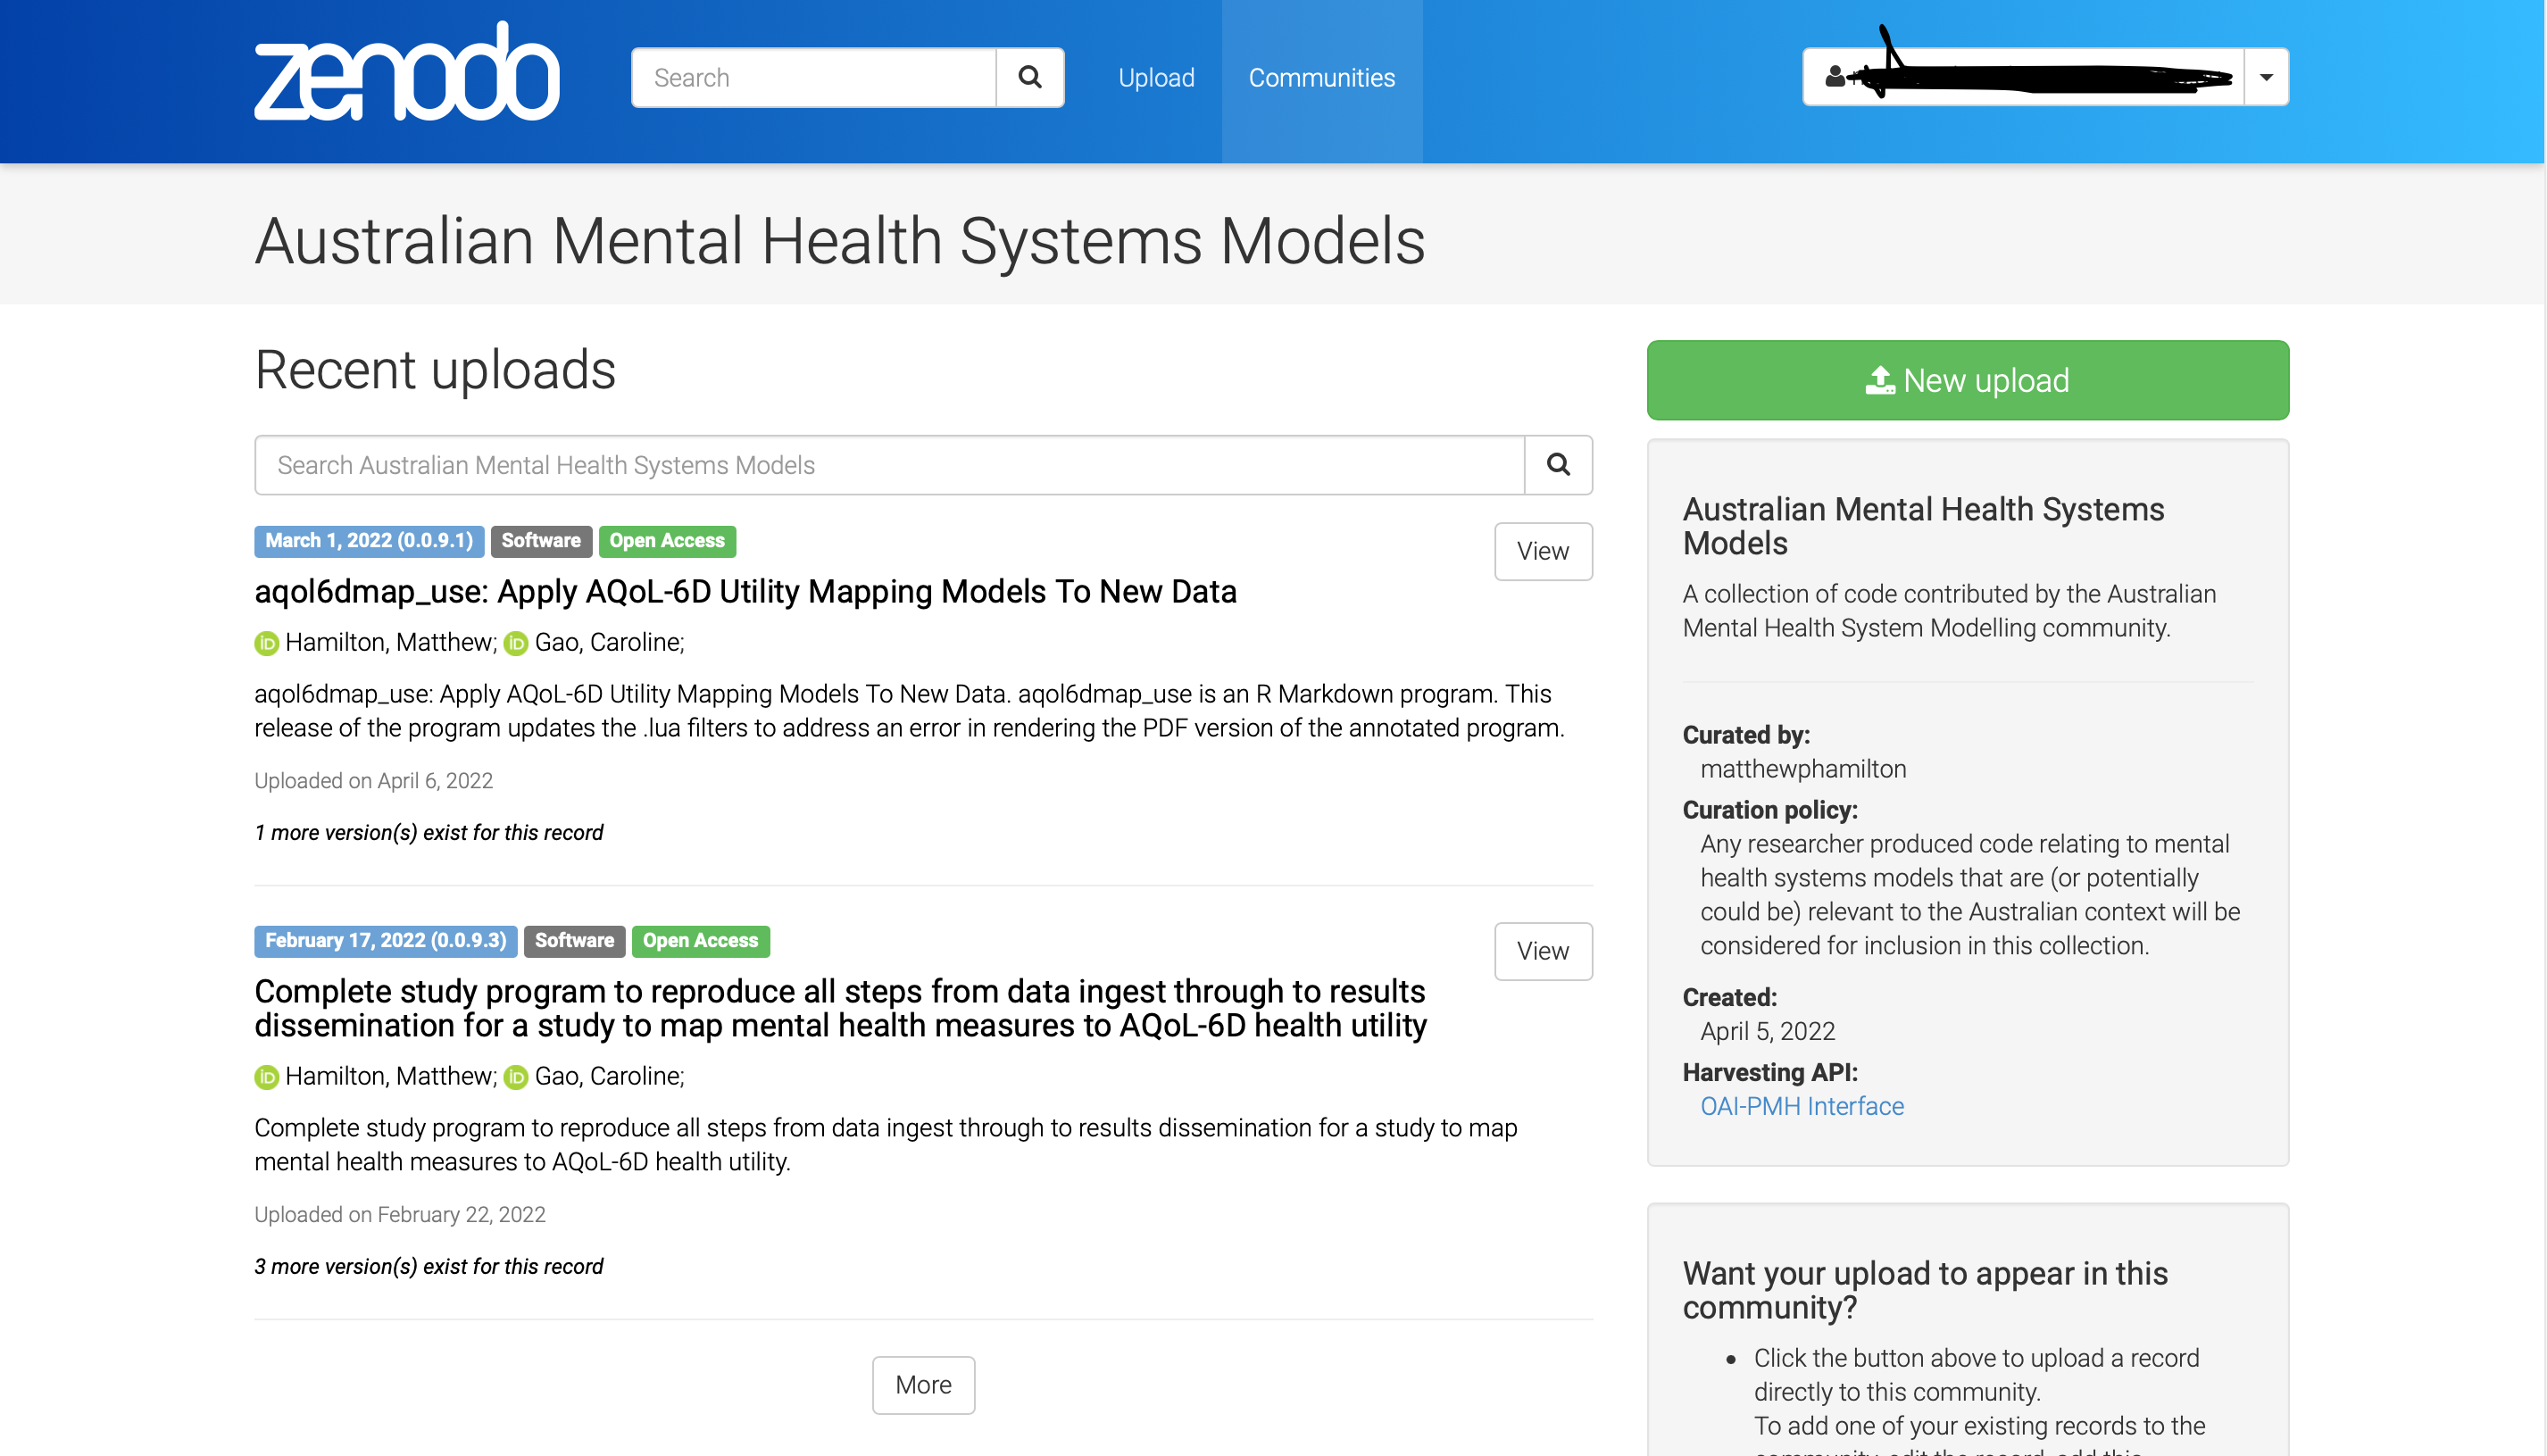 zenodo
Search
Upload
Communities
Australian Mental Health Systems Models
Recent uploads
Search Australian Mental Health Systems Models
March 1, 2022 (0.0.9.1) Software Open Access
View
aqol6dmap_use: Apply AQoL-6D Utility Mapping Models To New Data
iD Hamilton, Matthew; iD Gao, Caroline;
aqol6dmap_use: Apply AQoL-6D Utility Mapping Models To New Data. aqol6dmap_use is an R Markdown program. This
release of the program updates the .lua filters to address an error in rendering the PDF version of the annotated program.
Uploaded on April 6, 2022
1 more version(s) exist for this record
February 17, 2022 (0.0.9.3) Software Open Access
View
Complete study program to reproduce all steps from data ingest through to results
dissemination for a study to map mental health measures to AQoL-6D health utility
iD Hamilton, Matthew; iD Gao, Caroline;
Complete study program to reproduce all steps from data ingest through to results dissemination for a study to map
mental health measures to AQoL-6D health utility.
Uploaded on February 22, 2022
3 more version(s) exist for this record
More
New upload
Australian Mental Health Systems
Models
A collection of code contributed by the Australian
Mental Health System Modelling community.
Curated by:
matthewphamilton
Curation policy:
Any researcher produced code relating to mental
health systems models that are (or potentially
could be) relevant to the Australian context will be
considered for inclusion in this collection.
Created:
April 5, 2022
Harvesting API:
OAI-PMH Interface
Want your upload to appear in this
community?
• Click the button above to upload a record
directly to this community.
To add one of your existing records to the